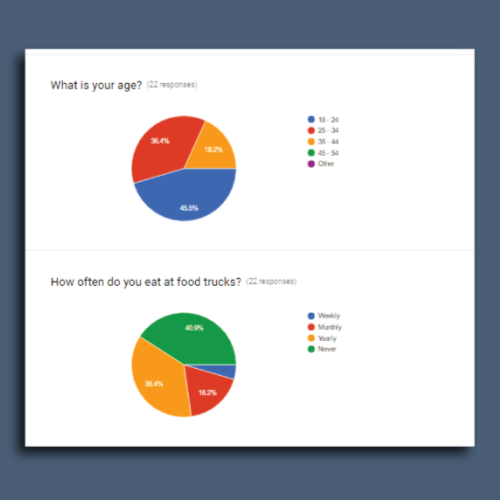 What is your age? (22 responses)
18 - 24
25 - 34
35 - 44
45 - 54
Other
36.4%
18.2%
45.5%
How often do you eat at food trucks? (22 responses)
Weekly
Monthly
Yearly
Never
40.9%
36.4%
18.2%